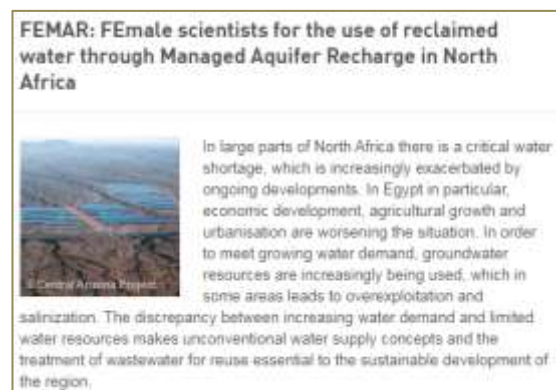 FEMAR: FEmale scientists for the use of reclaimed
water through Managed Aquifer Recharge in North
Africa
In large parts of North Africa there is a critical water
shortage, which is increasingly exacerbated by
ongoing developments. In Egypt in particular,
economic development, agricultural growth and
urbanisation are worsening the situation. In order
to meet growing water demand, groundwater
resources are increasingly being used, which in
some areas leads to overexploitation and
© Central Arizona Project
salinization. The discrepancy between increasing water demand and limited
water resources makes unconventional water supply concepts and the
treatment of wastewater for reuse essential to the sustainable development of
the region.